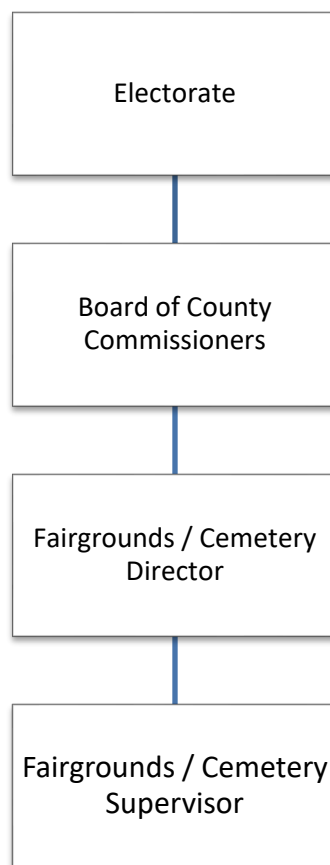 Electorate
Board of County
Commissioners
Fairgrounds / Cemetery
Director
Fairgrounds / Cemetery
Supervisor